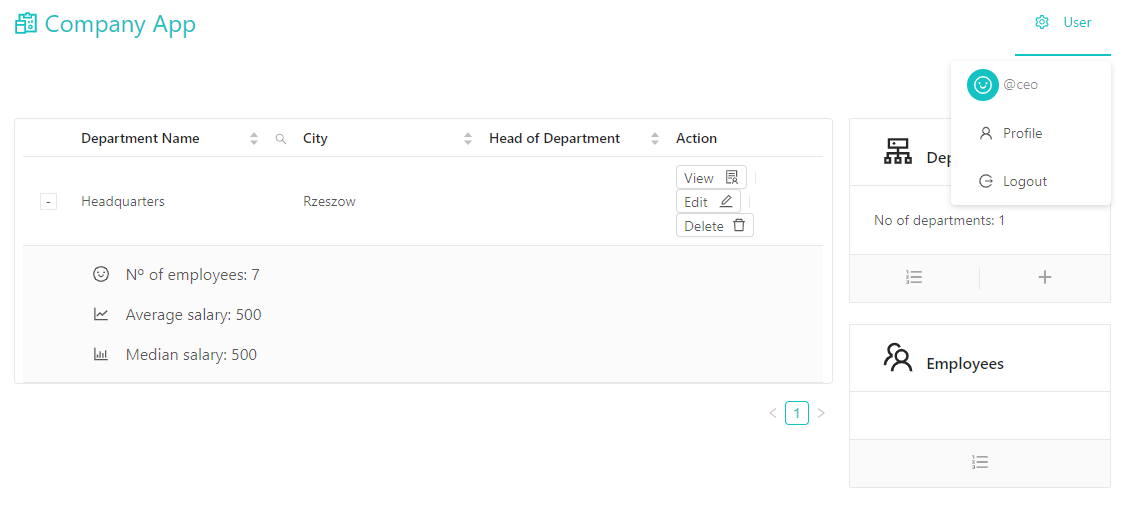 Company App
User
@ceo
Profile
Logout
Department Name City Head of Department Action
- Headquarters Rzeszow
View
Edit
Delete
Nº of employees: 7
Average salary: 500
Median salary: 500
1
No of departments: 1
Employees